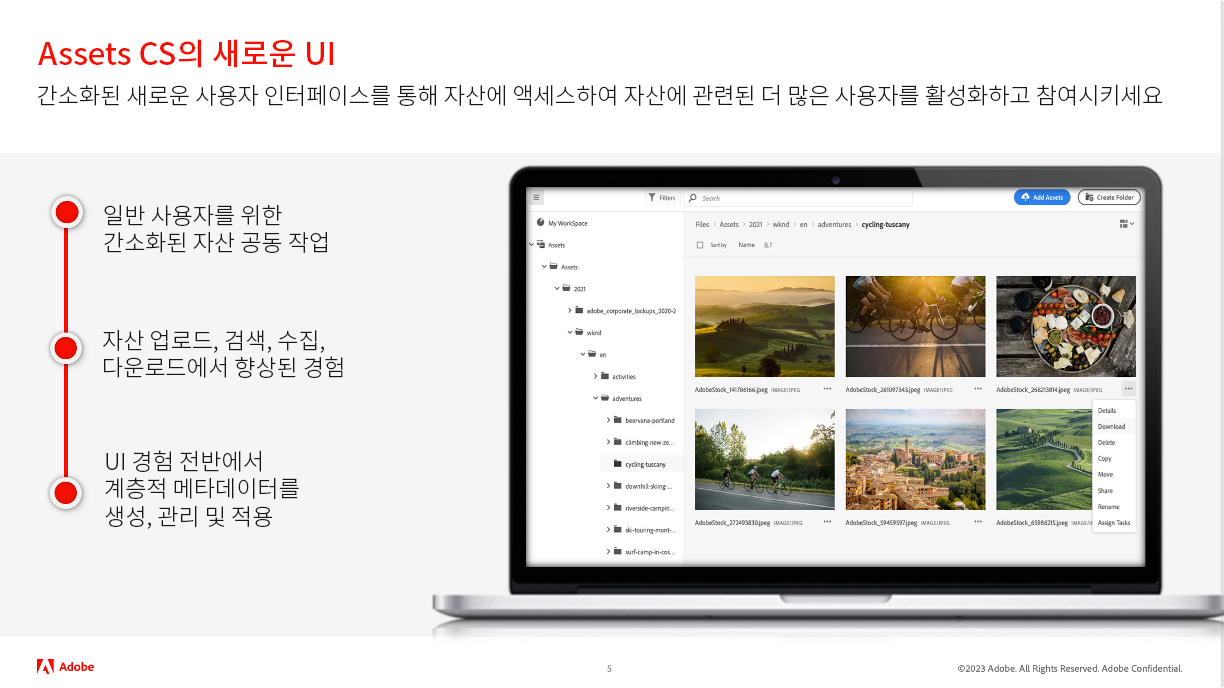 Assets CS의 새로운 UI
간소화된 새로운 사용자 인터페이스를 통해 자산에 액세스하여 자산에 관련된 더 많은 사용자를 활성화하고 참여시키세요
일반 사용자를 위한
간소화된 자산 공동 작업
자산 업로드, 검색, 수집,
다운로드에서 향상된 경험
UI 경험 전반에서
계층적 메타데이터를
생성, 관리 및 적용
Filters
Search
Add Assets
Create Folder
My WorkSpace
Assets
Assets
2021
adobe_corporate_lockups_2020-2
wknd
en
activities
adventures
beervana-portland
climbing-new-ze...
cycling-tuscany
downhill-skiing-...
riverside-campin...
ski-touring-mont-...
surf-camp-in-cos...
Files > Assets > 2021 > wknd > en > adventures > cycling-tuscany
Sort by Name
AdobeStock_141786166.jpeg IMAGE/JPEG ...
AdobeStock_261097343.jpeg IMAGE/JPEG ...
AdobeStock_268213814.jpeg IMAGE/JPEG ...
AdobeStock_272493830.jpeg IMAGE/JPEG ...
AdobeStock_59459597.jpeg IMAGE/JPEG ...
AdobeStock_65986215.jpeg IMAGE/J
Details
Download
Delete
Copy
Move
Share
Rename
Assign Tasks
Adobe
5
©2023 Adobe. All Rights Reserved. Adobe Confidential.